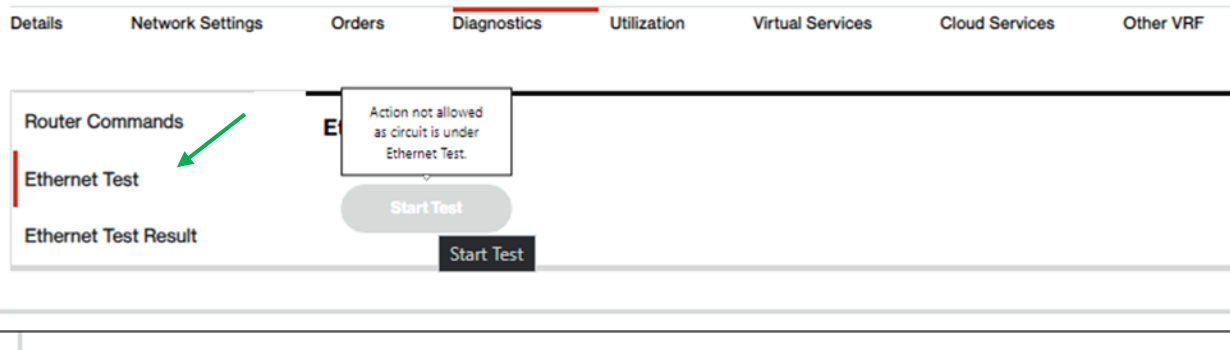 Details Network Settings Orders Diagnostics Utilization Virtual Services Cloud Services Other VRF
Router Commands
Ethernet Test
Ethernet Test Result
Action not allowed
as circuit is under
Ethernet Test.
Start Test
Start Test